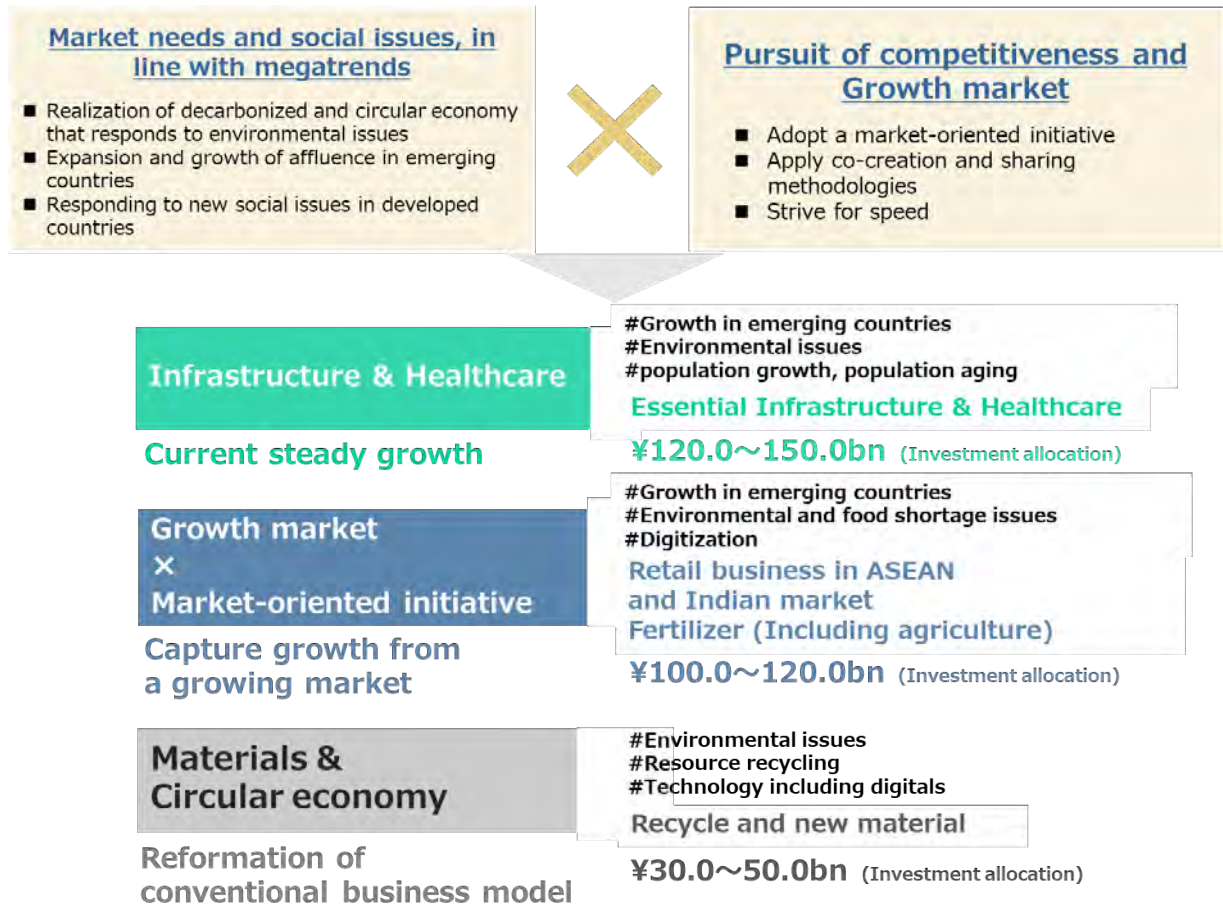 Market needs and social issues, in
line with megatrends
■ Realization of decarbonized and circular economy
that responds to environmental issues
■ Expansion and growth of affluence in emerging
countries
■ Responding to new social issues in developed
countries
×
Pursuit of competitiveness and
Growth market
■ Adopt a market-oriented initiative
■ Apply co-creation and sharing
methodologies
■ Strive for speed
Infrastructure & Healthcare
Current steady growth
#Growth in emerging countries
#Environmental issues
#population growth, population aging
Essential Infrastructure & Healthcare
¥120.0～150.0bn (Investment allocation)
Growth market
×
Market-oriented initiative
Capture growth from
a growing market
#Growth in emerging countries
#Environmental and food shortage issues
#Digitization
Retail business in ASEAN
and Indian market
Fertilizer (Including agriculture)
¥100.0～120.0bn (Investment allocation)
Materials &
Circular economy
Reformation of
conventional business model
#Environmental issues
#Resource recycling
#Technology including digitals
Recycle and new material
¥30.0～50.0bn (Investment allocation)